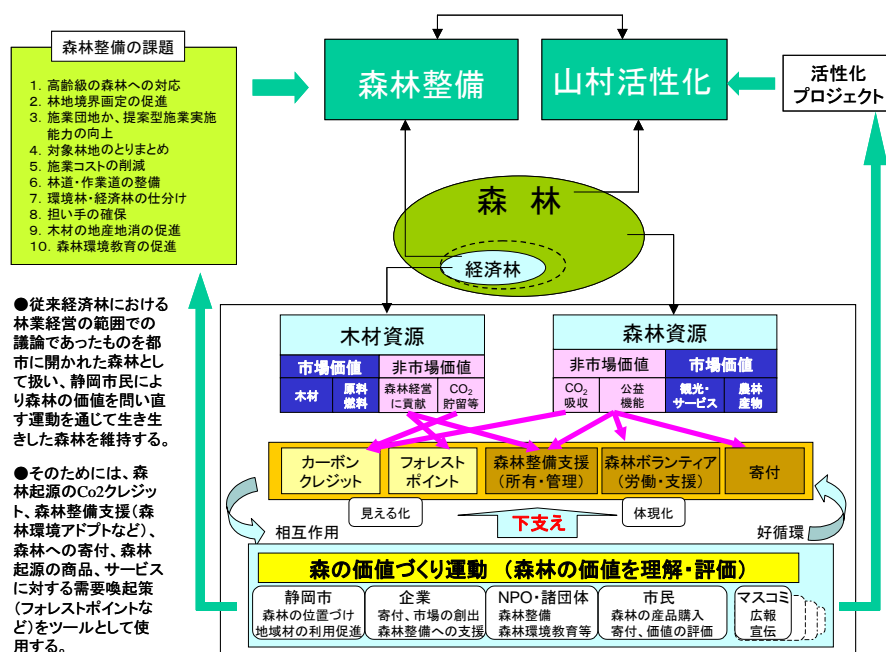 森林整備の課題
1. 高齢級の森林への対応
2. 林地境界画定の促進
3. 施業団地か、提案型施業実施
能力の向上
4. 対象林地のとりまとめ
5. 施業コストの削減
6. 林道・作業道の整備
7. 環境林・経済林の仕分け
8. 担い手の確保
9. 木材の地産地消の促進
10. 森林環境教育の促進
森林整備
山村活性化
活性化
プロジェクト
森 林
経済林
●従来経済林における
林業経営の範囲での
議論であったものを都
市に開かれた森林とし
て扱い、静岡市民によ
り森林の価値を問い直
す運動を通じて生き生
きした森林を維持する。
●そのためには、森
林起源のCo2クレジッ
ト、森林整備支援(森
林環境アドプトなど)、
森林への寄付、森林
起源の商品、サービス
に対する需要喚起策
(フォレストポイントな
ど)をツールとして使
用する。
木材資源
市場価値
非市場価値
木材
原料
燃料
森林経営
に貢献
CO2
貯留等
森林資源
非市場価値
市場価値
CO2
吸収
公益
機能
観光・
サービス
農林
産物
カーボン
クレジット
フォレスト
ポイント
森林整備支援
(所有・管理)
森林ボランティア
(労働・支援)
寄付
見える化
体現化
相互作用
下支え
好循環
森の価値づくり運動 (森林の価値を理解・評価)
静岡市
森林の位置づけ
地域材の利用促進
企業
寄付、市場の創出
森林整備への支援
NPO・諸団体
森林整備
森林環境教育等
市民
森林の産品購入
寄付、価値の評価
マスコミ
広報
宣伝